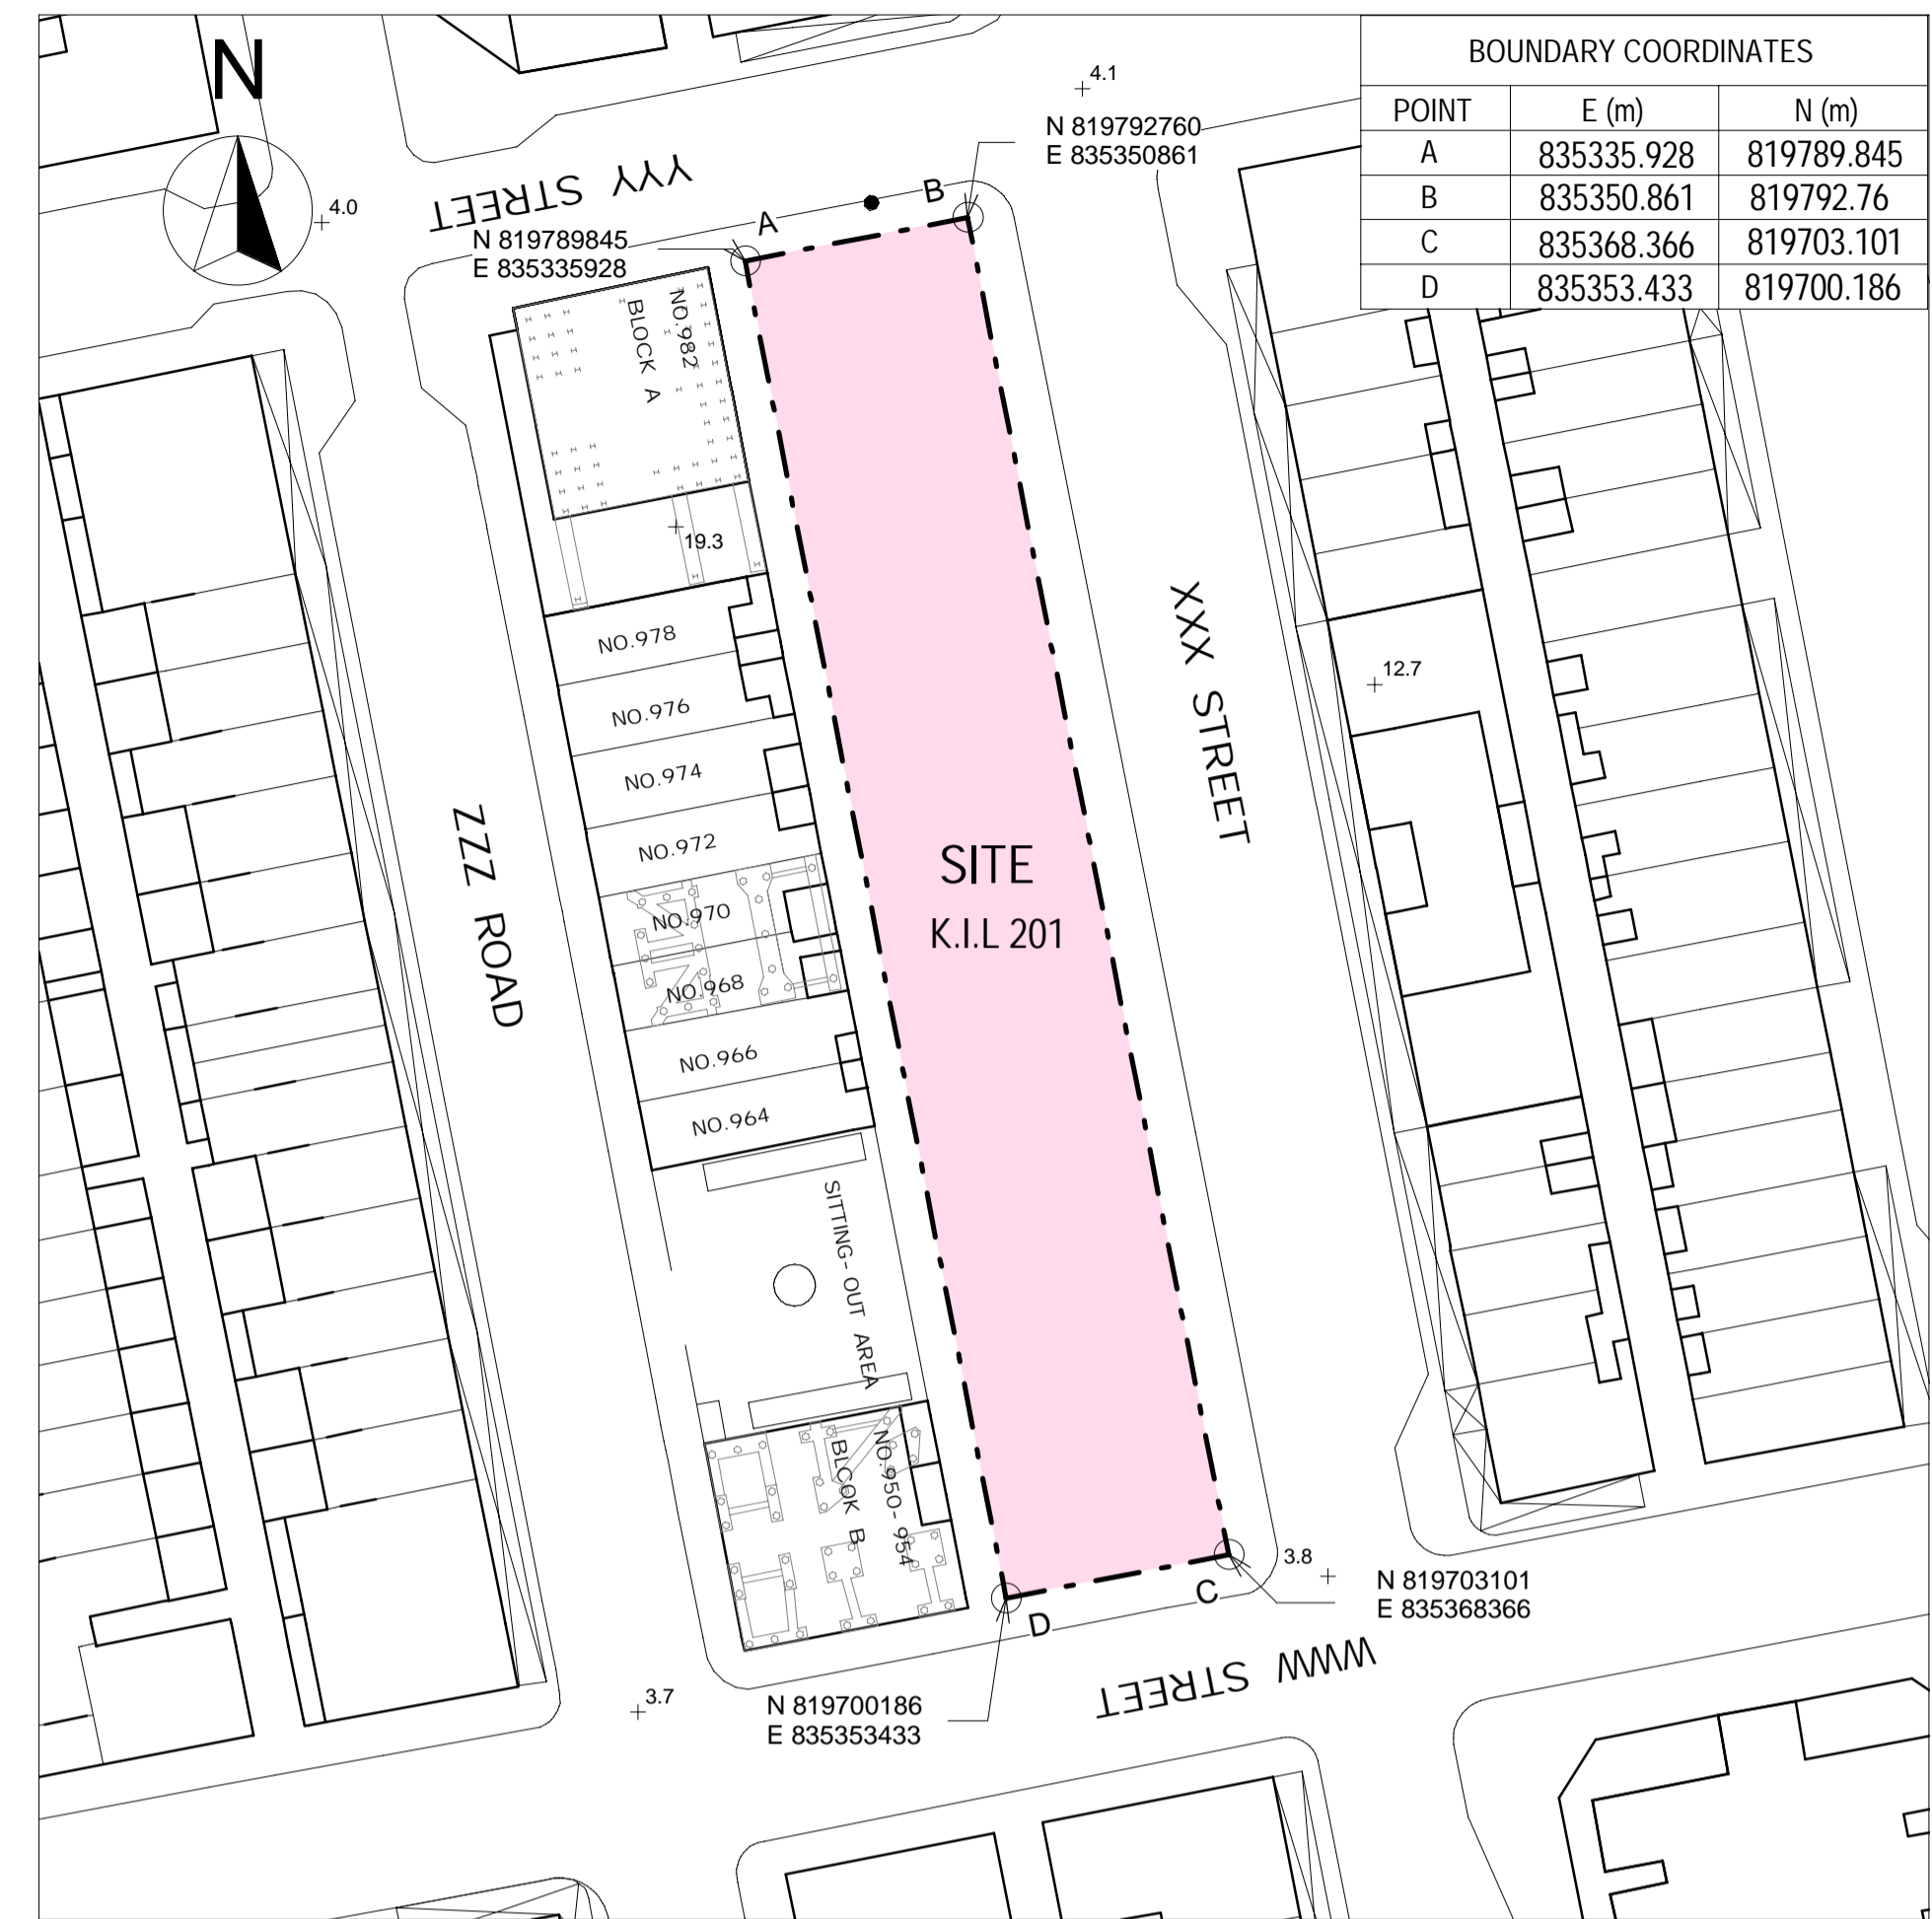 N
BOUNDARY COORDINATES
POINT E (m) N (m)
A 835335.928 819789.845
B 835350.861 819792.76
C 835368.366 819703.101
D 835353.433 819700.186
4.1
N 819792760
E 835350861
4.0
YYY STREET
A
B
N 819789845
E 835335928
NO.982
BLOCK A
19.3
XXX STREET
12.7
NO.978
NO.976
NO.974
NO.972
NO.970
NO.968
NO.966
NO.964
ZZZ ROAD
SITE
K.I.L 201
SITTING-OUT AREA
NO.950-954
BLCOK B
3.8
C
D
N 819703101
E 835368366
WWW STREET
3.7
N 819700186
E 835353433